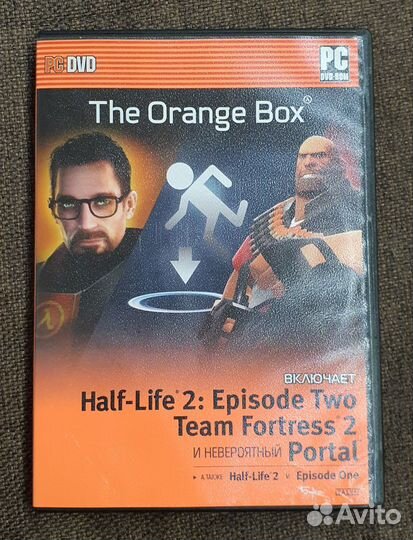 PC:DVD
PC
DVD-ROM
The Orange Box®
ВКЛЮЧАЕТ
Half-Life® 2: Episode Two
Team Fortress® 2
И НЕВЕРОЯТНЫЙ Portal
А ТАКЖЕ Half-Life® 2 И Episode One
Avito